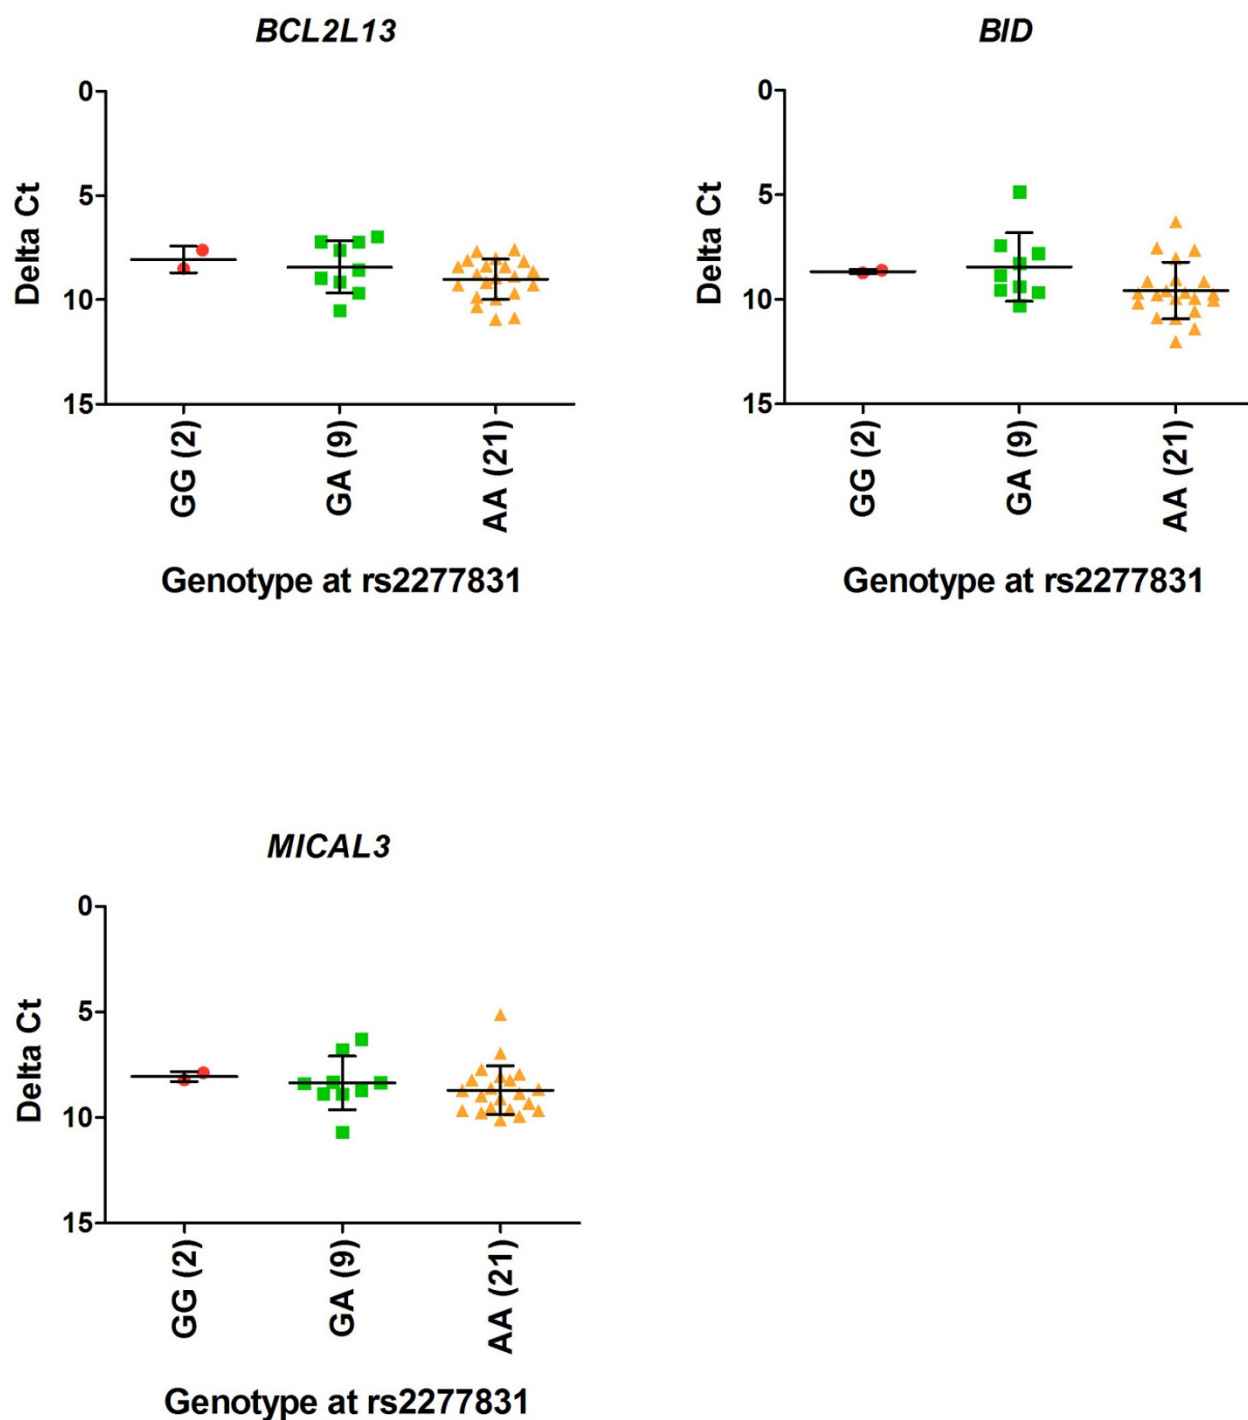 BCL2L13
0
5
10
15
Delta Ct
GG (2)
GA (9)
AA (21)
Genotype at rs2277831
BID
0
5
10
15
Delta Ct
GG (2)
GA (9)
AA (21)
Genotype at rs2277831
MICAL3
0
5
10
15
Delta Ct
GG (2)
GA (9)
AA (21)
Genotype at rs2277831